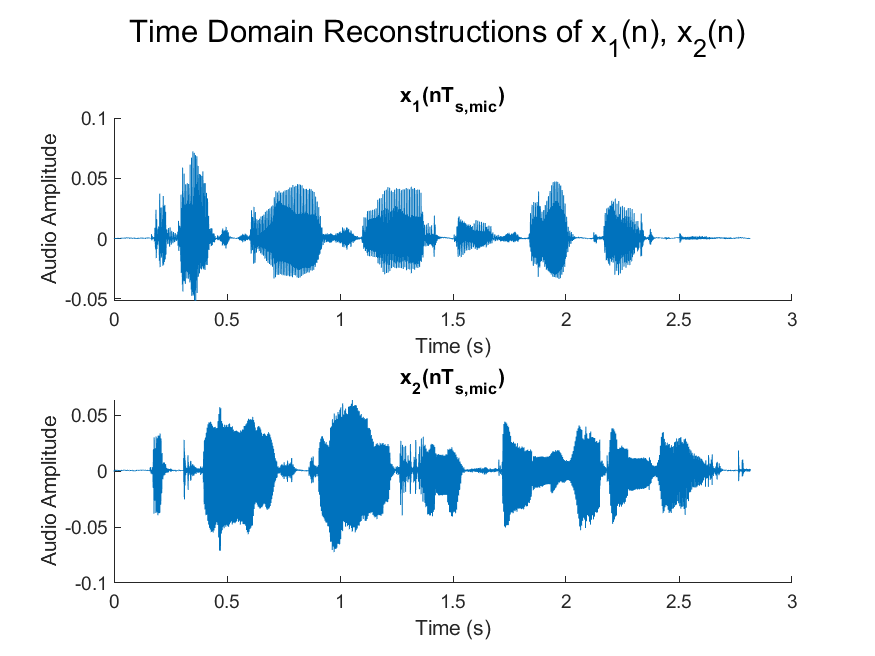 Time Domain Reconstructions of x₁(n), x₂(n)
x₁(nTₛ,mic)
Audio Amplitude
0.1
0.05
0
-0.05
0 0.5 1 1.5 2 2.5 3
Time (s)
x₂(nTₛ,mic)
Audio Amplitude
0.05
0
-0.05
-0.1
0 0.5 1 1.5 2 2.5 3
Time (s)